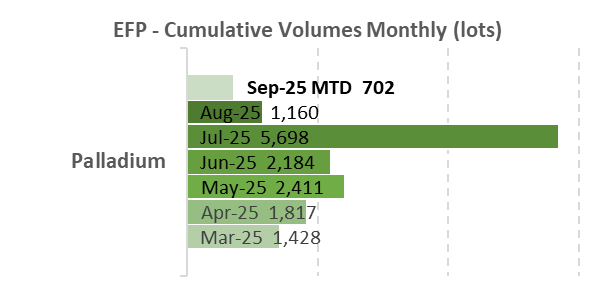 EFP - Cumulative Volumes Monthly (lots)
Sep-25 MTD 702
Aug-25 1,160
Jul-25 5,698
Palladium
Jun-25 2,184
May-25 2,411
Apr-25 1,817
Mar-25 1,428